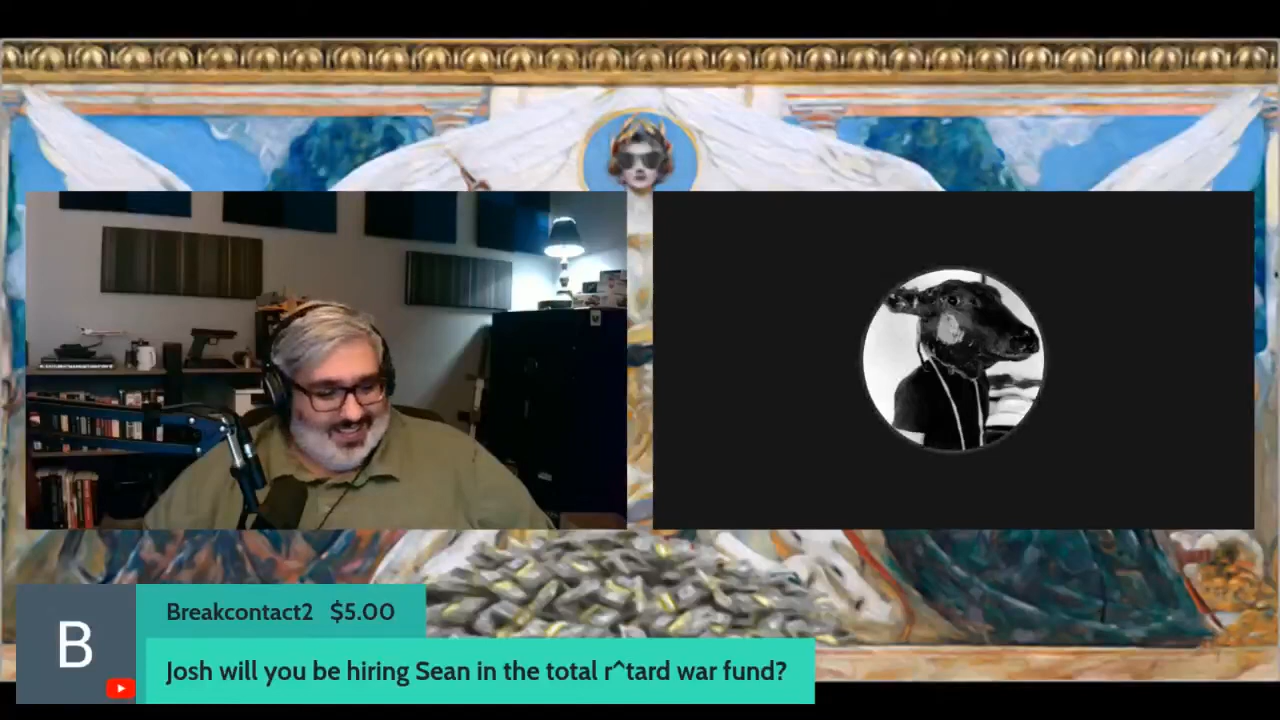 B
Breakcontact2 $5.00
Josh will you be hiring Sean in the total r^tard war fund?